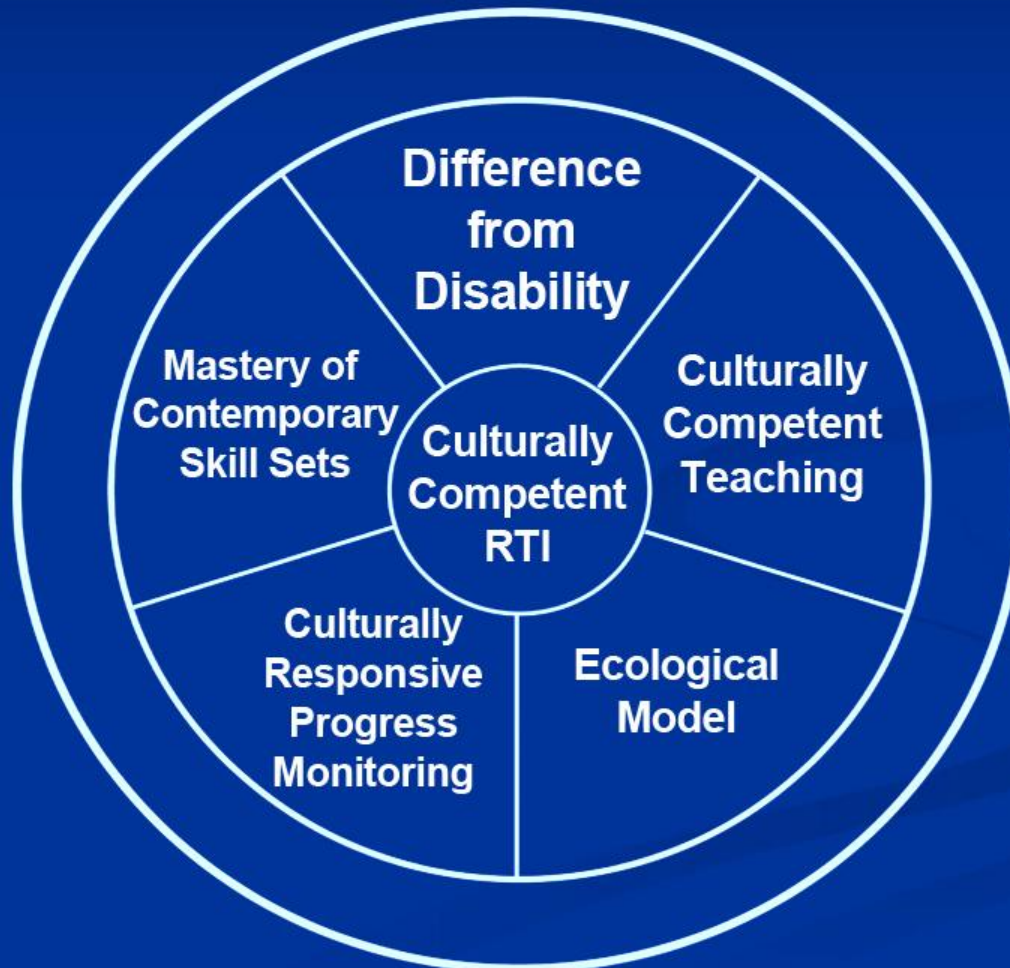 Difference
from
Disability
Mastery of
Contemporary
Skill Sets
Culturally
Competent
Teaching
Culturally
Competent
RTI
Culturally
Responsive
Progress
Monitoring
Ecological
Model